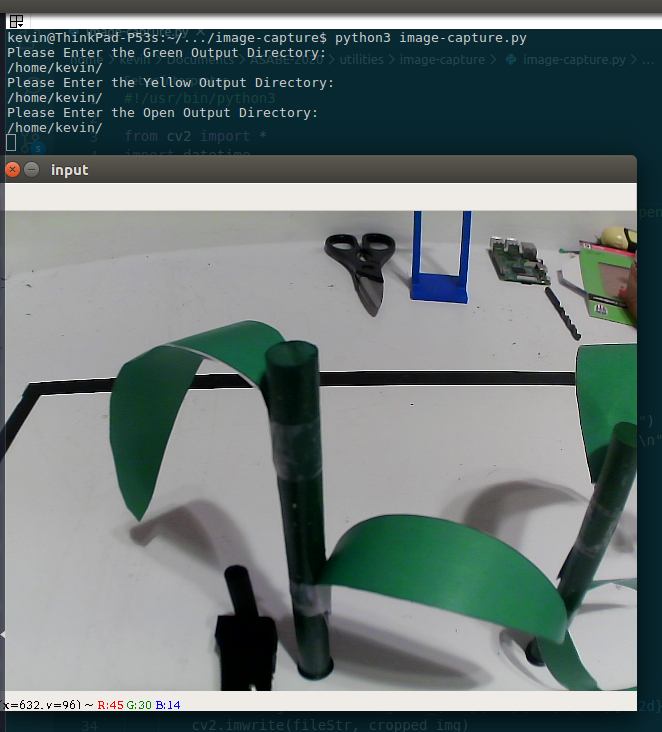 kevin@ThinkPad-P53s:~/.../image-capture$ python3 image-capture.py
Please Enter the Green Output Directory:
home > kevin > Documents > ASABE-2020 > utilities > image-capture > image-capture.py > ...
/home/kevin/
Please Enter the Yellow Output Directory:
/home/kevin/
#!/usr/bin/python3
Please Enter the Open Output Directory:
/home/kevin/
3 from cv2 import *
import datetime
input
")
\n"
(x=632, y=96) ~ R:45 G:30 B:14
2d}
34 cv2.imwrite(fileStr, cropped_img)